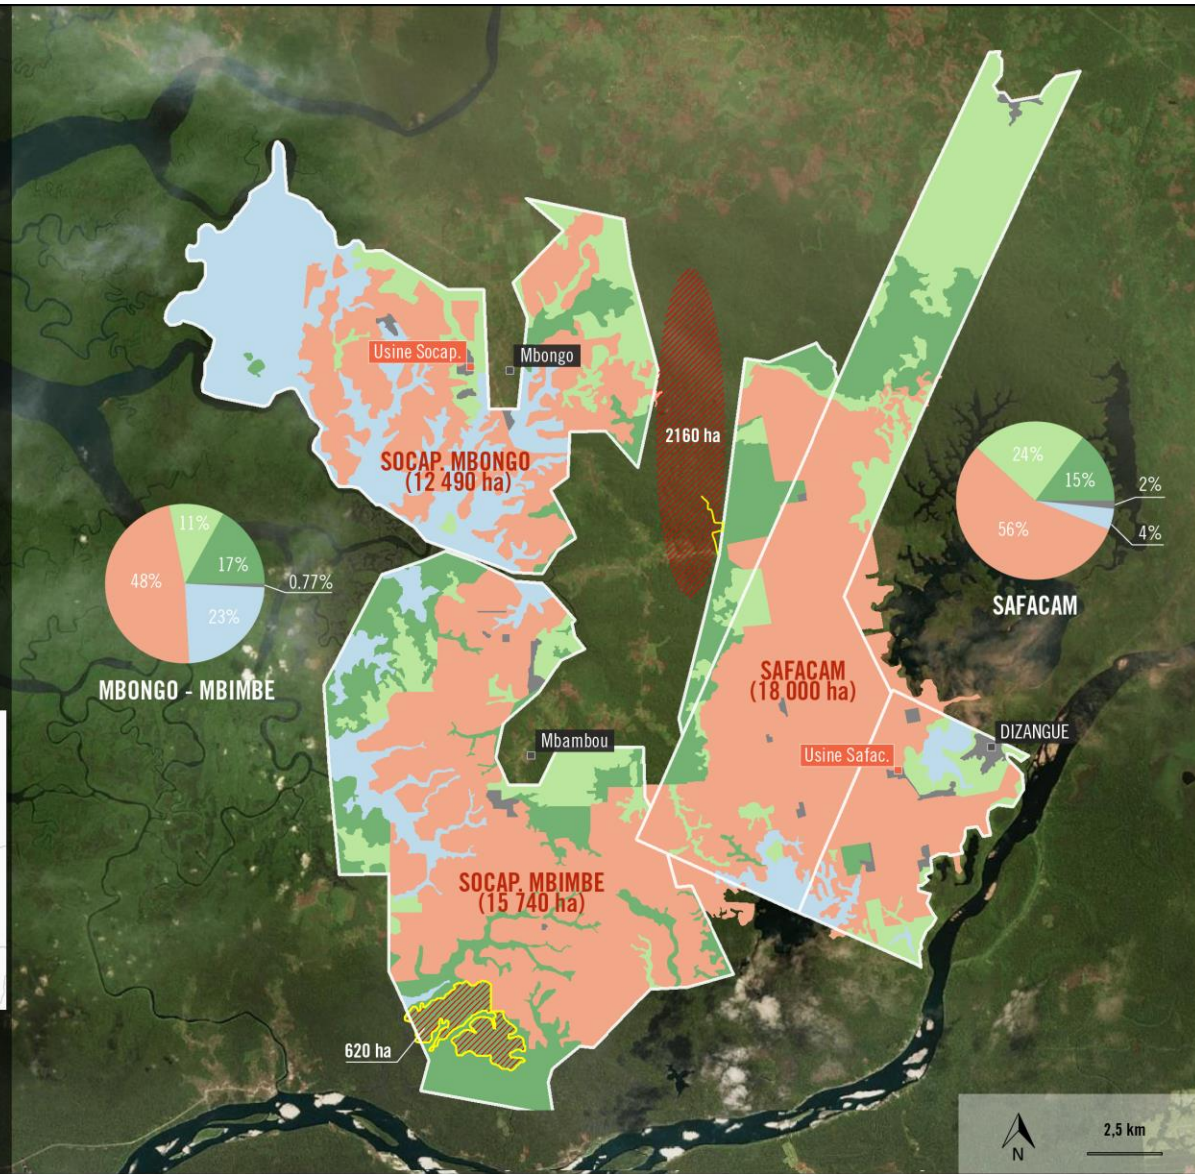 Usine Socap.
Mbongo
2160 ha
SOCAP. MBONGO
(12 490 ha)
24%
15%
2%
56%
4%
SAFACAM
11%
17%
48%
0.77%
23%
MBONGO - MBIMBE
SAFACAM
(18 000 ha)
DIZANGUE
Mbambou
Usine Safac.
SOCAP. MBIMBE
(15 740 ha)
620 ha
N
2,5 km